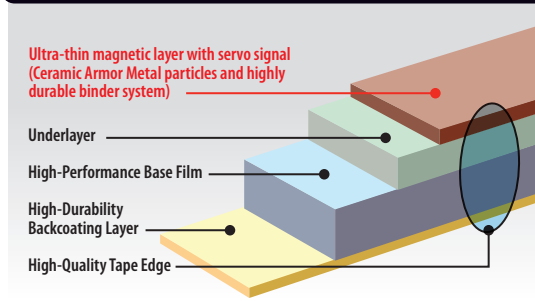 Ultra-thin magnetic layer with servo signal
(Ceramic Armor Metal particles and highly
durable binder system)
Underlayer
High-Performance Base Film
High-Durability
Backcoating Layer
High-Quality Tape Edge